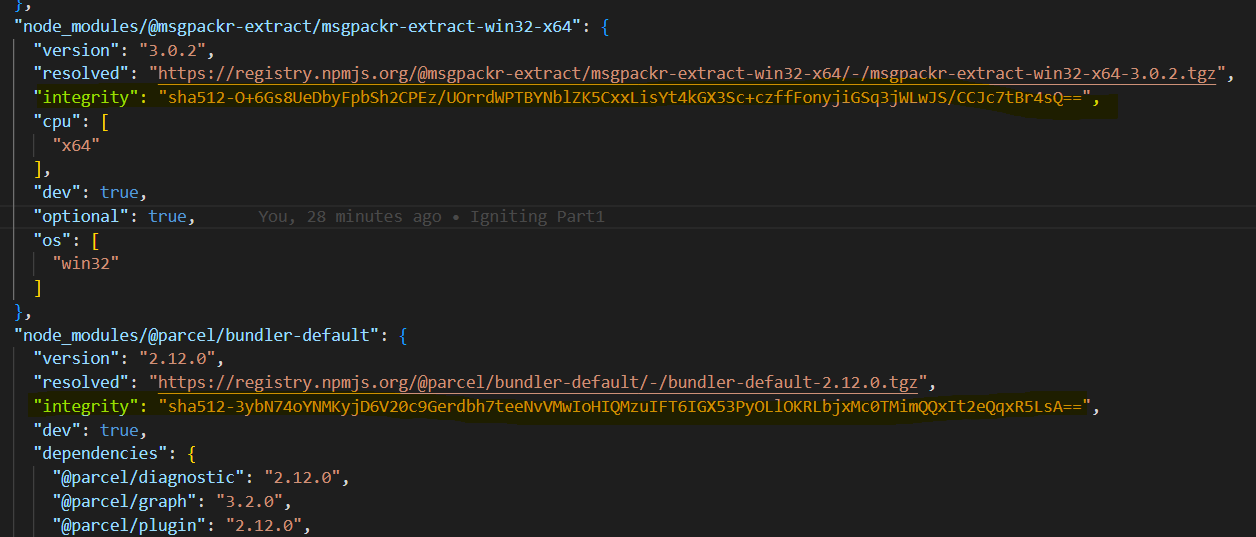 },
"node_modules/@msgpackr-extract/msgpackr-extract-win32-x64": {
"version": "3.0.2",
"resolved": "https://registry.npmjs.org/@msgpackr-extract/msgpackr-extract-win32-x64/-/msgpackr-extract-win32-x64-3.0.2.tgz",
"integrity": "sha512-O+6Gs8UeDbyFpbSh2CPEz/UOrrdWPTBYNblZK5CxxLisYt4kGX3Sc+czffFonyjiGSq3jWLwJS/CCJc7tBr4sQ==",
"cpu": [
"x64"
],
"dev": true,
"optional": true, You, 28 minutes ago • Igniting Part1
"os": [
"win32"
]
},
"node_modules/@parcel/bundler-default": {
"version": "2.12.0",
"resolved": "https://registry.npmjs.org/@parcel/bundler-default/-/bundler-default-2.12.0.tgz",
"integrity": "sha512-3ybN74oYNMKyjD6V20c9Gerdbh7teeNvVMwIoHIQMzuIFT6IGX53PyOLlOKRLbjxMc0TMimQQxIt2eQqxR5LsA==",
"dev": true,
"dependencies": {
"@parcel/diagnostic": "2.12.0",
"@parcel/graph": "3.2.0",
"@parcel/plugin": "2.12.0",